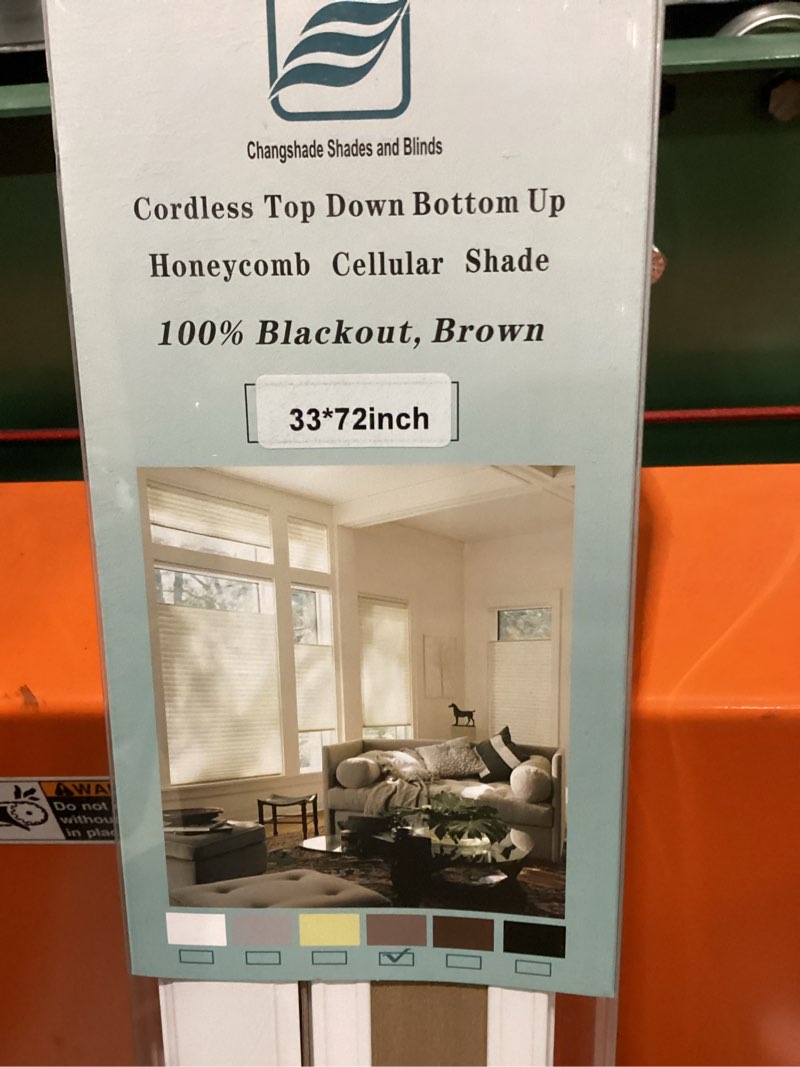 Changshade Shades and Blinds
Cordless Top Down Bottom Up
Honeycomb Cellular Shade
100% Blackout, Brown
33*72inch
Do not
in